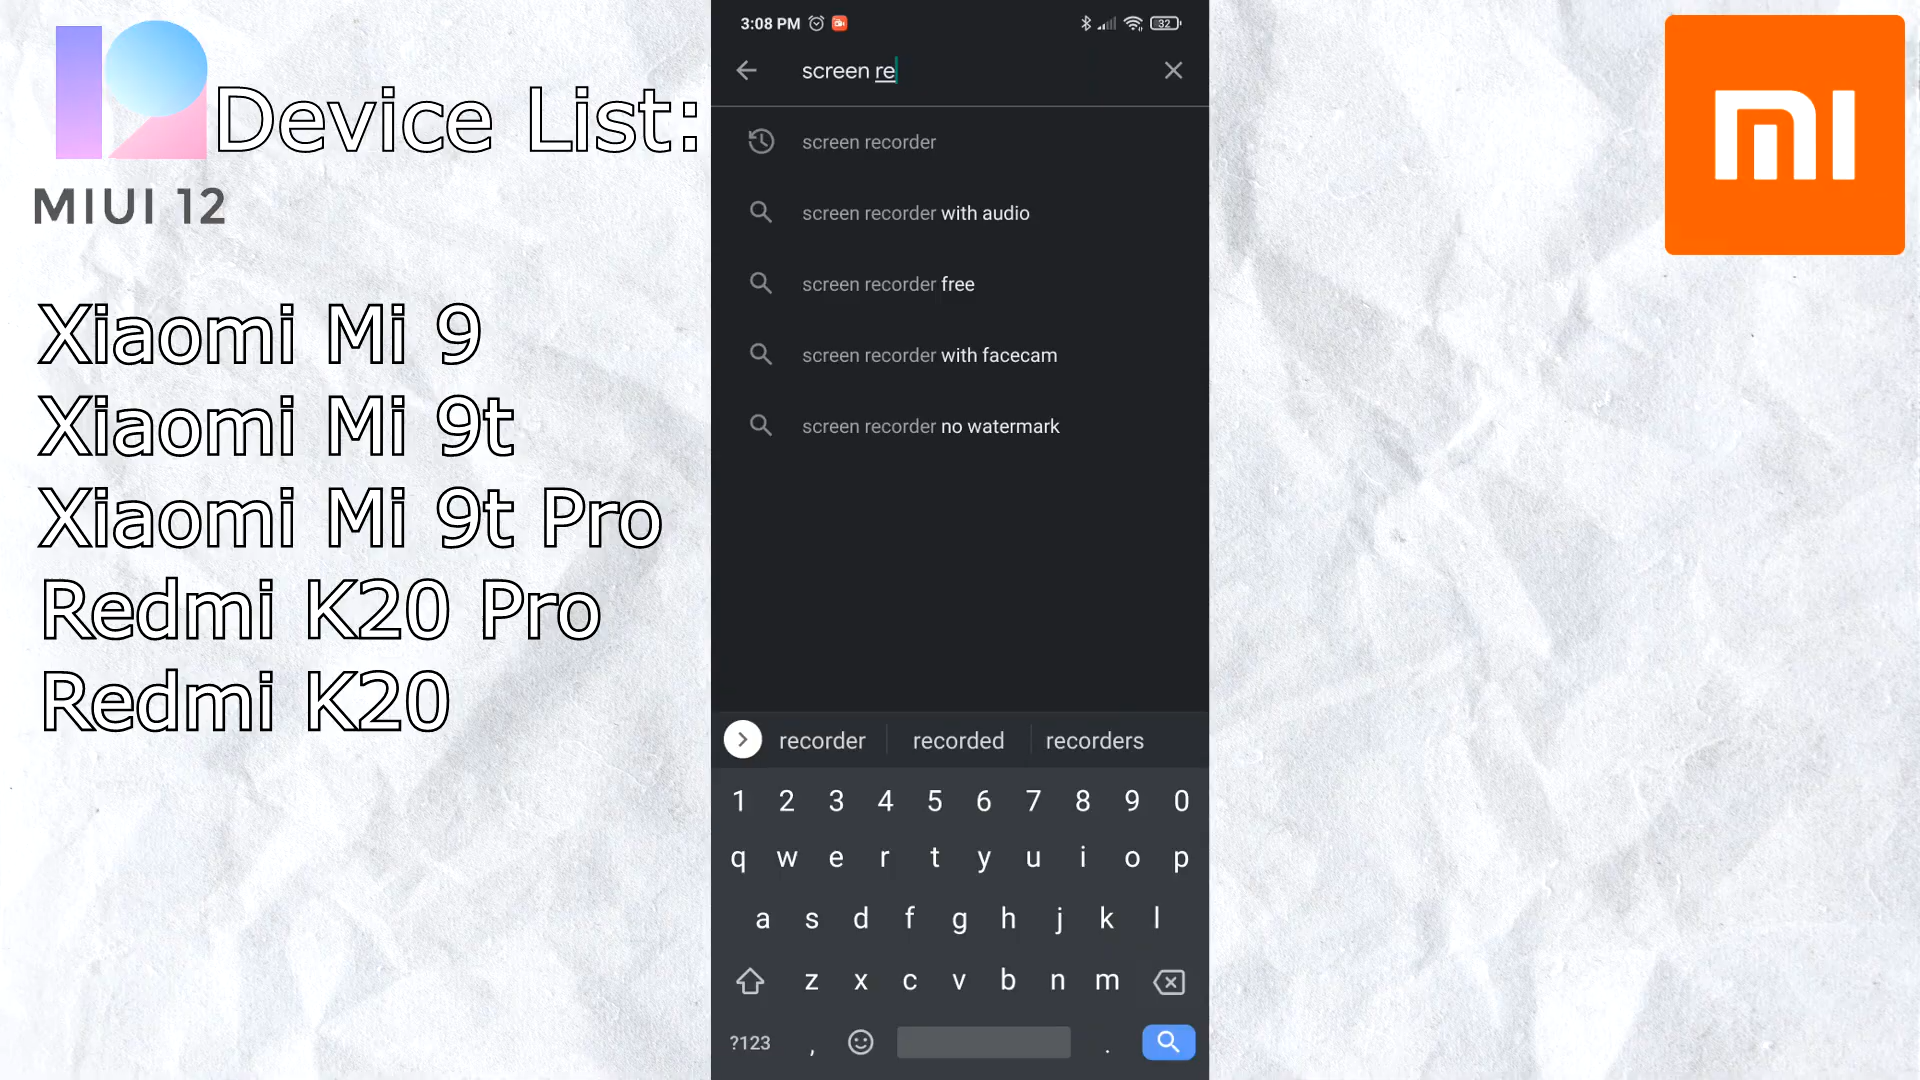 Device List:
MIUI 12
Xiaomi Mi 9
Xiaomi Mi 9t
Xiaomi Mi 9t Pro
Redmi K20 Pro
Redmi K20
3:08 PM
32
screen re
screen recorder
screen recorder with audio
screen recorder free
screen recorder with facecam
screen recorder no watermark
recorder recorded recorders
1 2 3 4 5 6 7 8 9 0
q w e r t y u i o p
a s d f g h j k l
z x c v b n m
?123 , .
mi